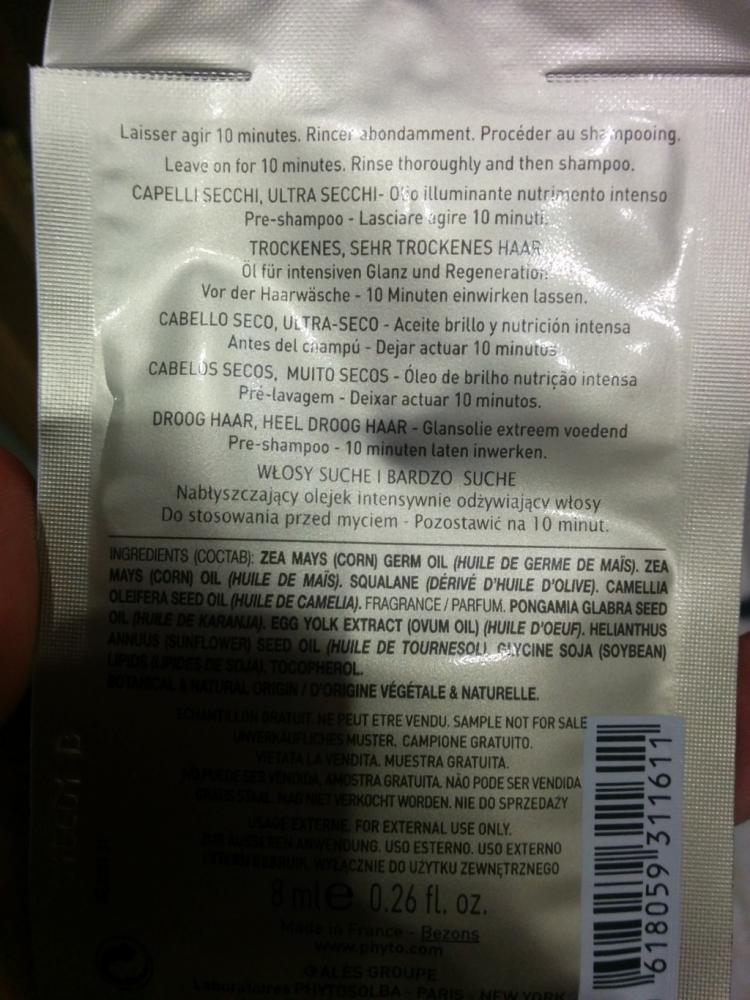 Laisser agir 10 minutes. Rincer abondamment. Procéder au shampooing.
Leave on for 10 minutes. Rinse thoroughly and then shampoo.
CAPELLI SECCHI, ULTRA SECCHI- Olio illuminante nutrimento intenso
Pre-shampoo - Lasciare agire 10 minuti.
TROCKENES, SEHR TROCKENES HAAR
Öl für intensiven Glanz und Regeneration.
Vor der Haarwäsche - 10 Minuten einwirken lassen.
CABELLO SECO, ULTRA-SECO - Aceite brillo y nutrición intensa
Antes del champú - Dejar actuar 10 minutos
CABELOS SECOS, MUITO SECOS - Óleo de brilho nutrição intensa
Pré-lavagem - Deixar actuar 10 minutos.
DROOG HAAR, HEEL DROOG HAAR - Glansolie extreem voedend
Pre-shampoo - 10 minuten laten inwerken.
WŁOSY SUCHE I BARDZO SUCHE
Nabłyszczający olejek intensywnie odżywiający włosy
Do stosowania przed myciem - Pozostawić na 10 minut.
INGREDIENTS (COCTAB): ZEA MAYS (CORN) GERM OIL (HUILE DE GERME DE MAÏS). ZEA
MAYS (CORN) OIL (HUILE DE MAÏS). SQUALANE (DÉRIVÉ D'HUILE D'OLIVE). CAMELLIA
OLEIFERA SEED OIL (HUILE DE CAMELIA). FRAGRANCE / PARFUM. PONGAMIA GLABRA SEED
OIL (HUILE DE KARANJA). EGG YOLK EXTRACT (OVUM OIL) (HUILE D'OEUF). HELIANTHUS
ANNUUS (SUNFLOWER) SEED OIL (HUILE DE TOURNESOL). GLYCINE SOJA (SOYBEAN)
LIPIDS (LIPIDES DE SOJA). TOCOPHEROL.
BOTANICAL & NATURAL ORIGIN / D'ORIGINE VÉGÉTALE & NATURELLE.
ECHANTILLON GRATUIT. NE PEUT ETRE VENDU. SAMPLE NOT FOR SALE
UNVERKÄUFLICHES MUSTER. CAMPIONE GRATUITO.
VIETATA LA VENDITA. MUESTRA GRATUITA.
NO PUEDE SER VENDIDA. AMOSTRA GRATUITA. NÃO PODE SER VENDIDA
GRATIS STAAL. MAG NIET VERKOCHT WORDEN. NIE DO SPRZEDAŻY
USAGE EXTERNE. FOR EXTERNAL USE ONLY.
ZUR ÄUSSEREN ANWENDUNG. USO ESTERNO. USO EXTERNO
EXTERN GEBRUIK. WYŁĄCZNIE DO UŻYTKU ZEWNĘTRZNEGO
8 ml e 0.26 fl. oz.
Made in France - Bezons
www.phyto.com
© ALÈS GROUPE
Laboratoires PHYTOSOLBA - PARIS - NEW YORK
618059 311611